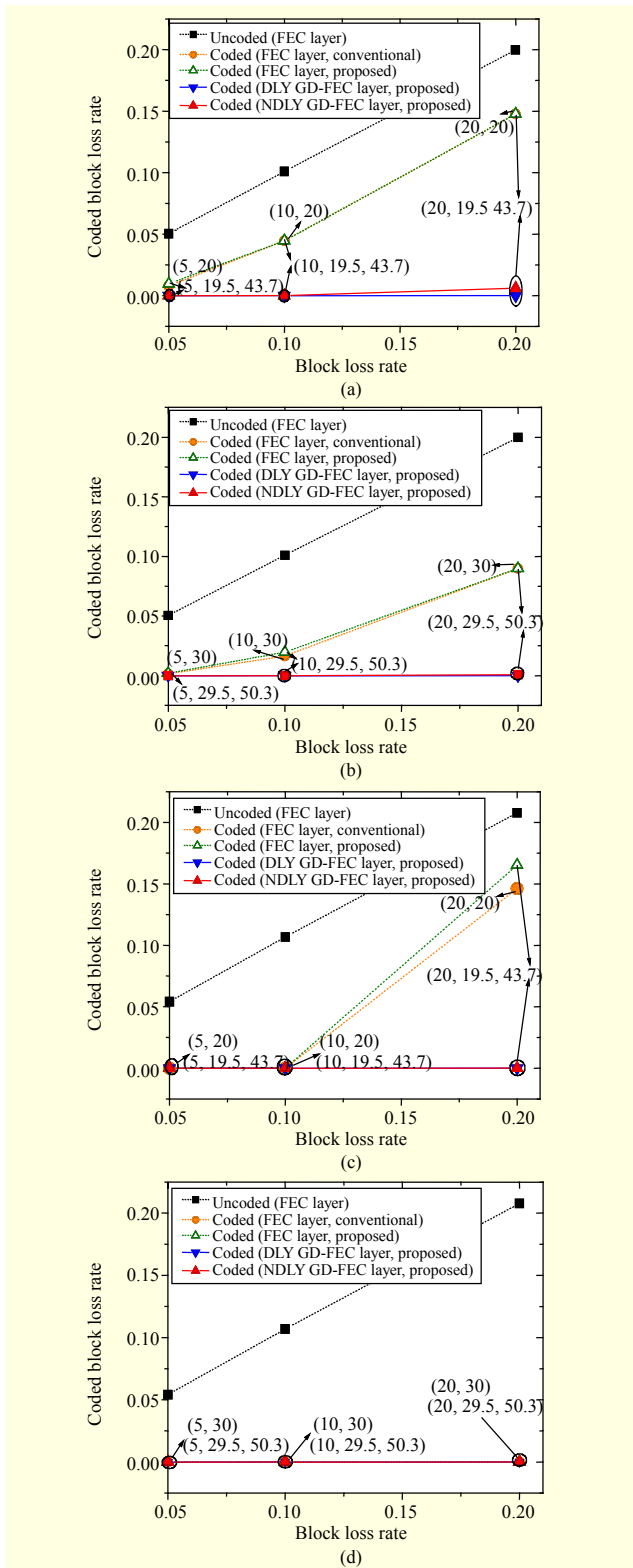 Uncoded (FEC layer)
Coded (FEC layer, conventional)
Coded (FEC layer, proposed)
Coded (DLY GD-FEC layer, proposed)
Coded (NDLY GD-FEC layer, proposed)
0.20
0.15
0.10
0.05
0.00
Coded block loss rate
(20, 20)
(10, 20)
(20, 19.5 43.7)
(5, 20)
(10, 19.5, 43.7)
(5, 19.5, 43.7)
0.05 0.10 0.15 0.20
Block loss rate
(a)
Uncoded (FEC layer)
Coded (FEC layer, conventional)
Coded (FEC layer, proposed)
Coded (DLY GD-FEC layer, proposed)
Coded (NDLY GD-FEC layer, proposed)
0.20
0.15
0.10
0.05
0.00
Coded block loss rate
(20, 30)
(10, 30)
(20, 29.5, 50.3)
(5, 30)
(10, 29.5, 50.3)
(5, 29.5, 50.3)
0.05 0.10 0.15 0.20
Block loss rate
(b)
Uncoded (FEC layer)
Coded (FEC layer, conventional)
Coded (FEC layer, proposed)
Coded (DLY GD-FEC layer, proposed)
Coded (NDLY GD-FEC layer, proposed)
0.20
0.15
0.10
0.05
0.00
Coded block loss rate
(20, 20)
(20, 19.5, 43.7)
(5, 20)
(5, 19.5, 43.7)
(10, 20)
(10, 19.5, 43.7)
0.05 0.10 0.15 0.20
Block loss rate
(c)
Uncoded (FEC layer)
Coded (FEC layer, conventional)
Coded (FEC layer, proposed)
Coded (DLY GD-FEC layer, proposed)
Coded (NDLY GD-FEC layer, proposed)
0.20
0.15
0.10
0.05
0.00
Coded block loss rate
(20, 30)
(20, 29.5, 50.3)
(5, 30)
(5, 29.5, 50.3)
(10, 30)
(10, 29.5, 50.3)
0.05 0.10 0.15 0.20
Block loss rate
(d)